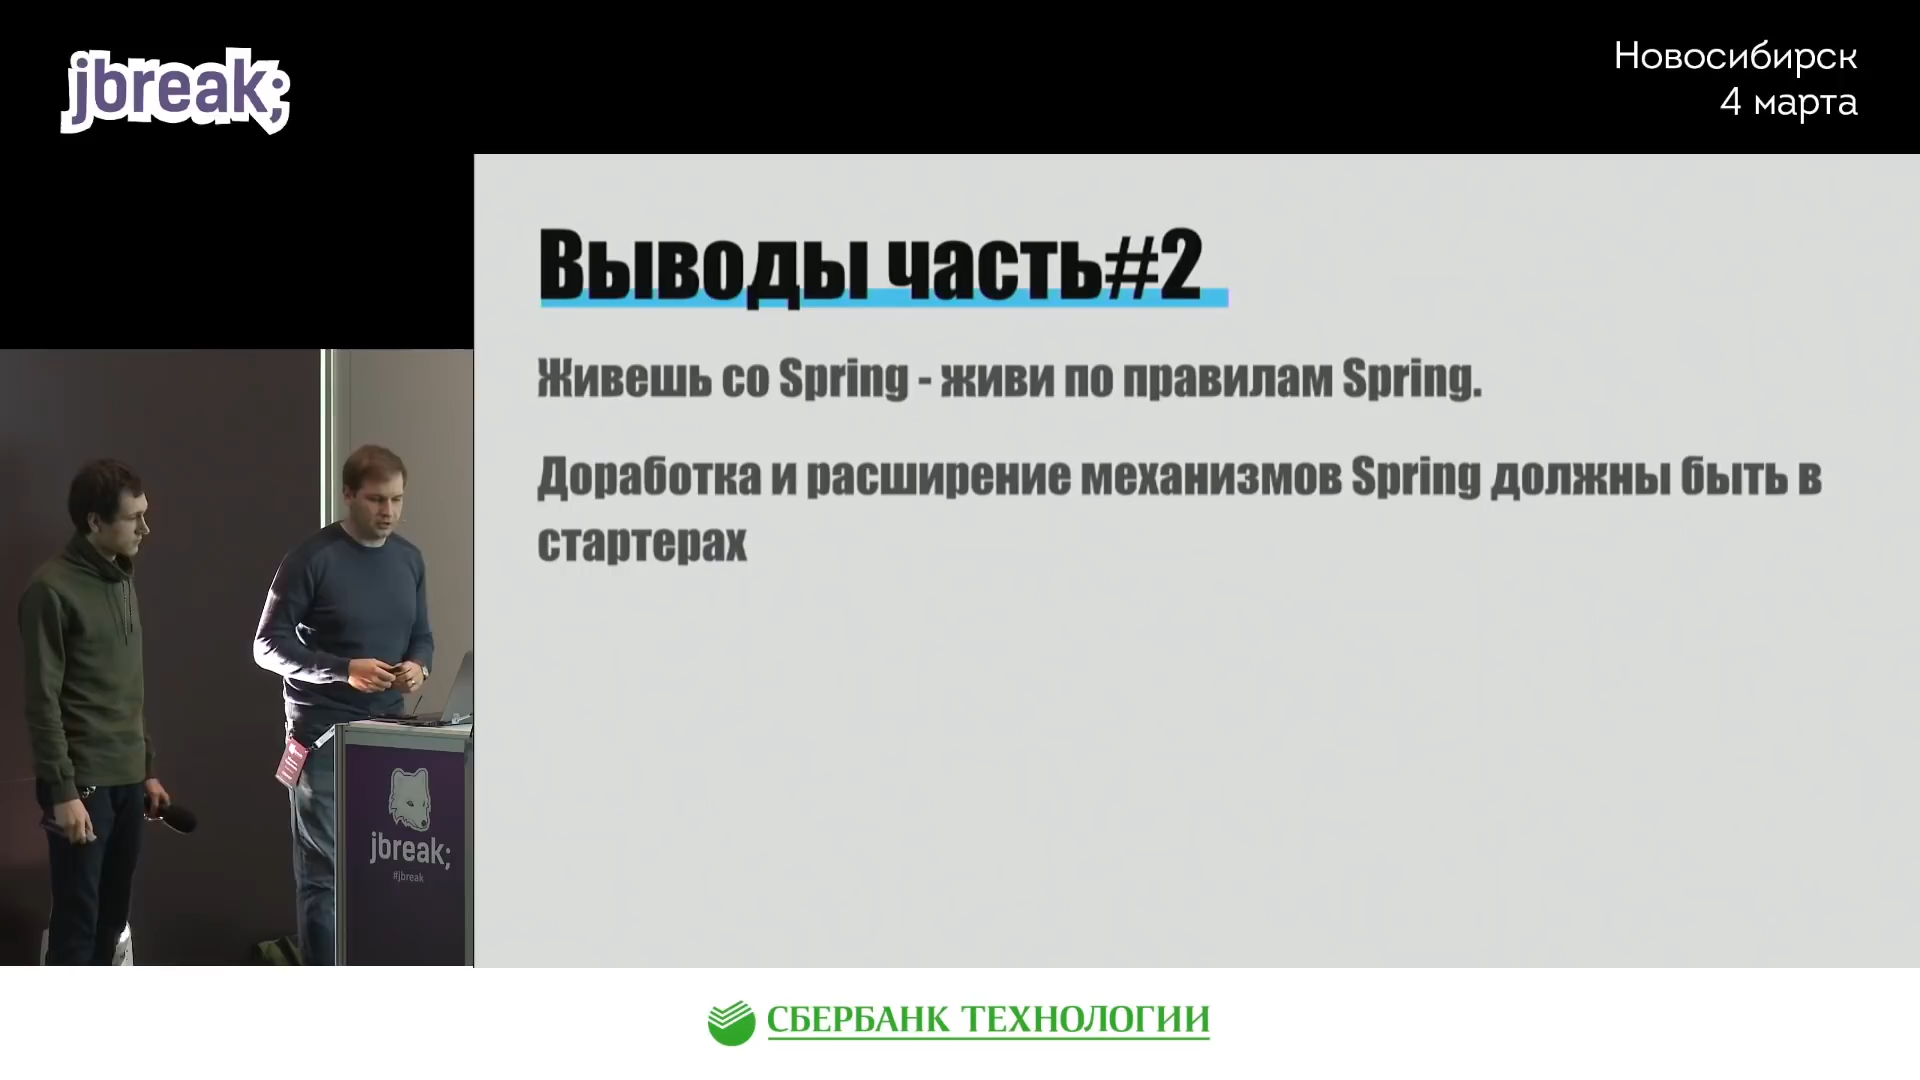 jbreak;
Новосибирск
4 марта
Выводы часть#2
Живешь со Spring - живи по правилам Spring.
Доработка и расширение механизмов Spring должны быть в
стартерах
jbreak;
#jbreak
СБЕРБАНК ТЕХНОЛОГИИ